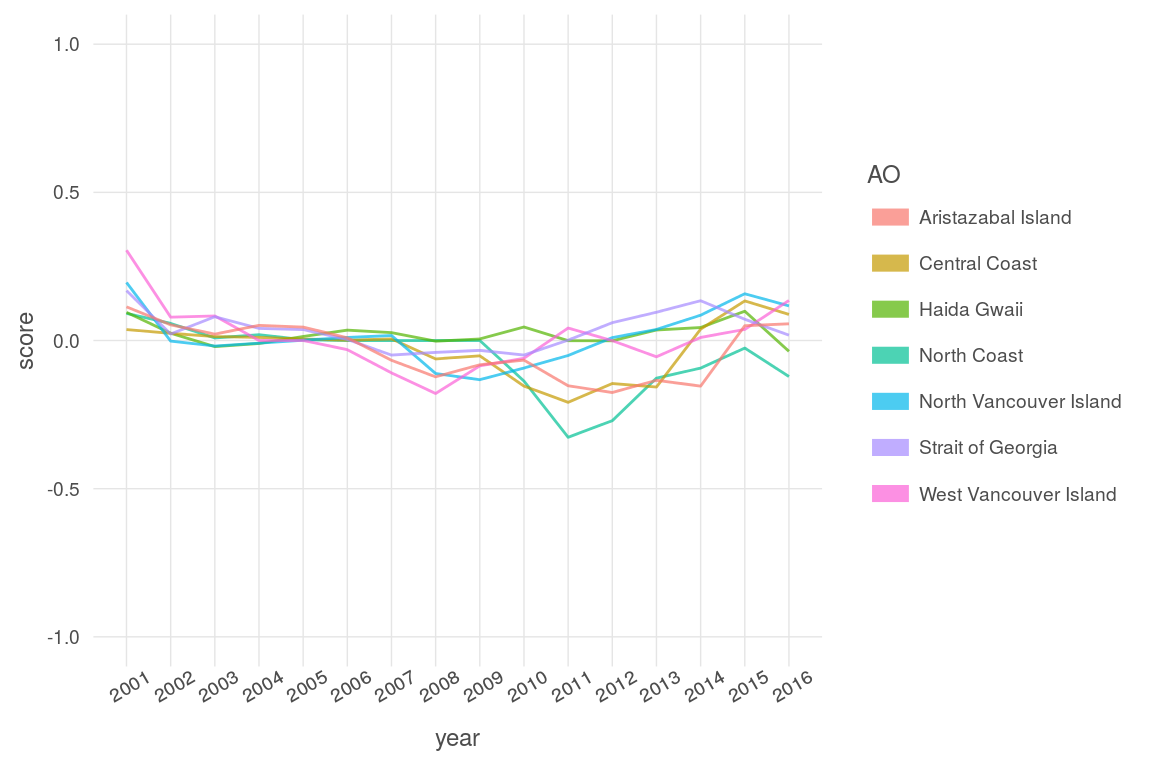 1.0
0.5
0.0
-0.5
-1.0
score
2001 2002 2003 2004 2005 2006 2007 2008 2009 2010 2011 2012 2013 2014 2015 2016
year
AO
Aristazabal Island
Central Coast
Haida Gwaii
North Coast
North Vancouver Island
Strait of Georgia
West Vancouver Island